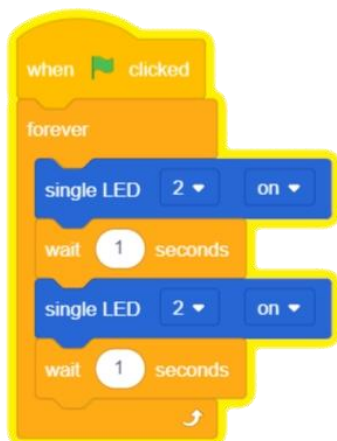 when clicked
forever
single LED 2 on
wait 1 seconds
single LED 2 on
wait 1 seconds